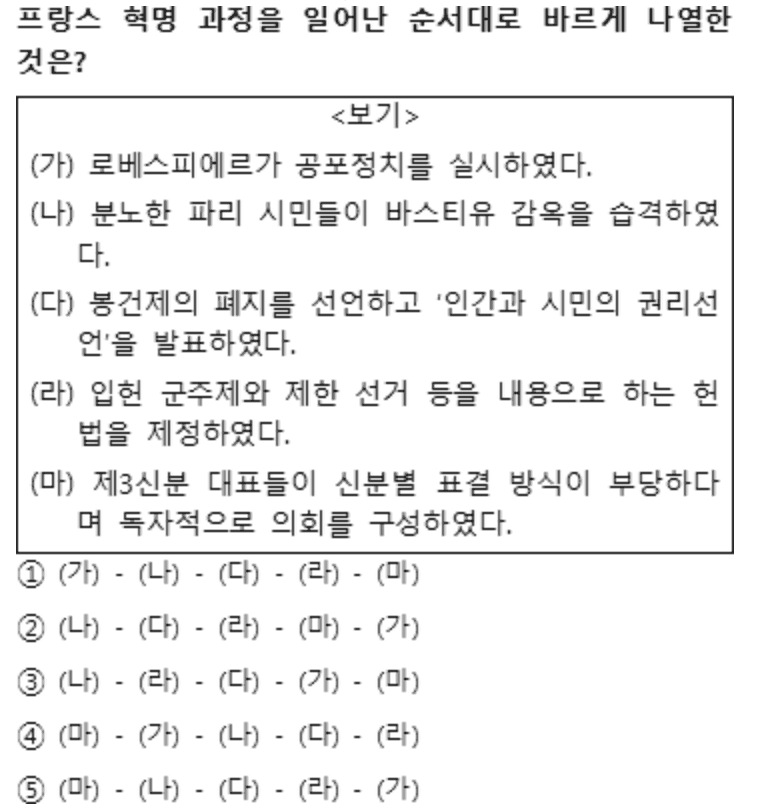 프랑스 혁명 과정을 일어난 순서대로 바르게 나열한
것은?
<보기>
(가) 로베스피에르가 공포정치를 실시하였다.
(나) 분노한 파리 시민들이 바스티유 감옥을 습격하였
다.
(다) 봉건제의 폐지를 선언하고 '인간과 시민의 권리선
언'을 발표하였다.
(라) 입헌 군주제와 제한 선거 등을 내용으로 하는 헌
법을 제정하였다.
(마) 제3신분 대표들이 신분별 표결 방식이 부당하다
며 독자적으로 의회를 구성하였다.
① (가) - (나) - (다) - (라) - (마)
② (나) - (다) - (라) - (마) - (가)
③ (나) - (라) - (다) - (가) - (마)
④ (마) - (가) - (나) - (다) - (라)
⑤ (마) - (나) - (다) - (라) - (가)